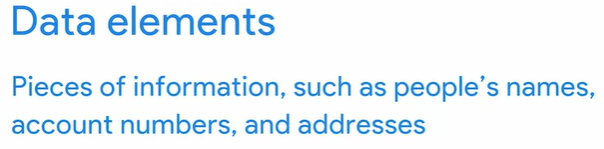 Data elements
Pieces of information, such as people’s names,
account numbers, and addresses